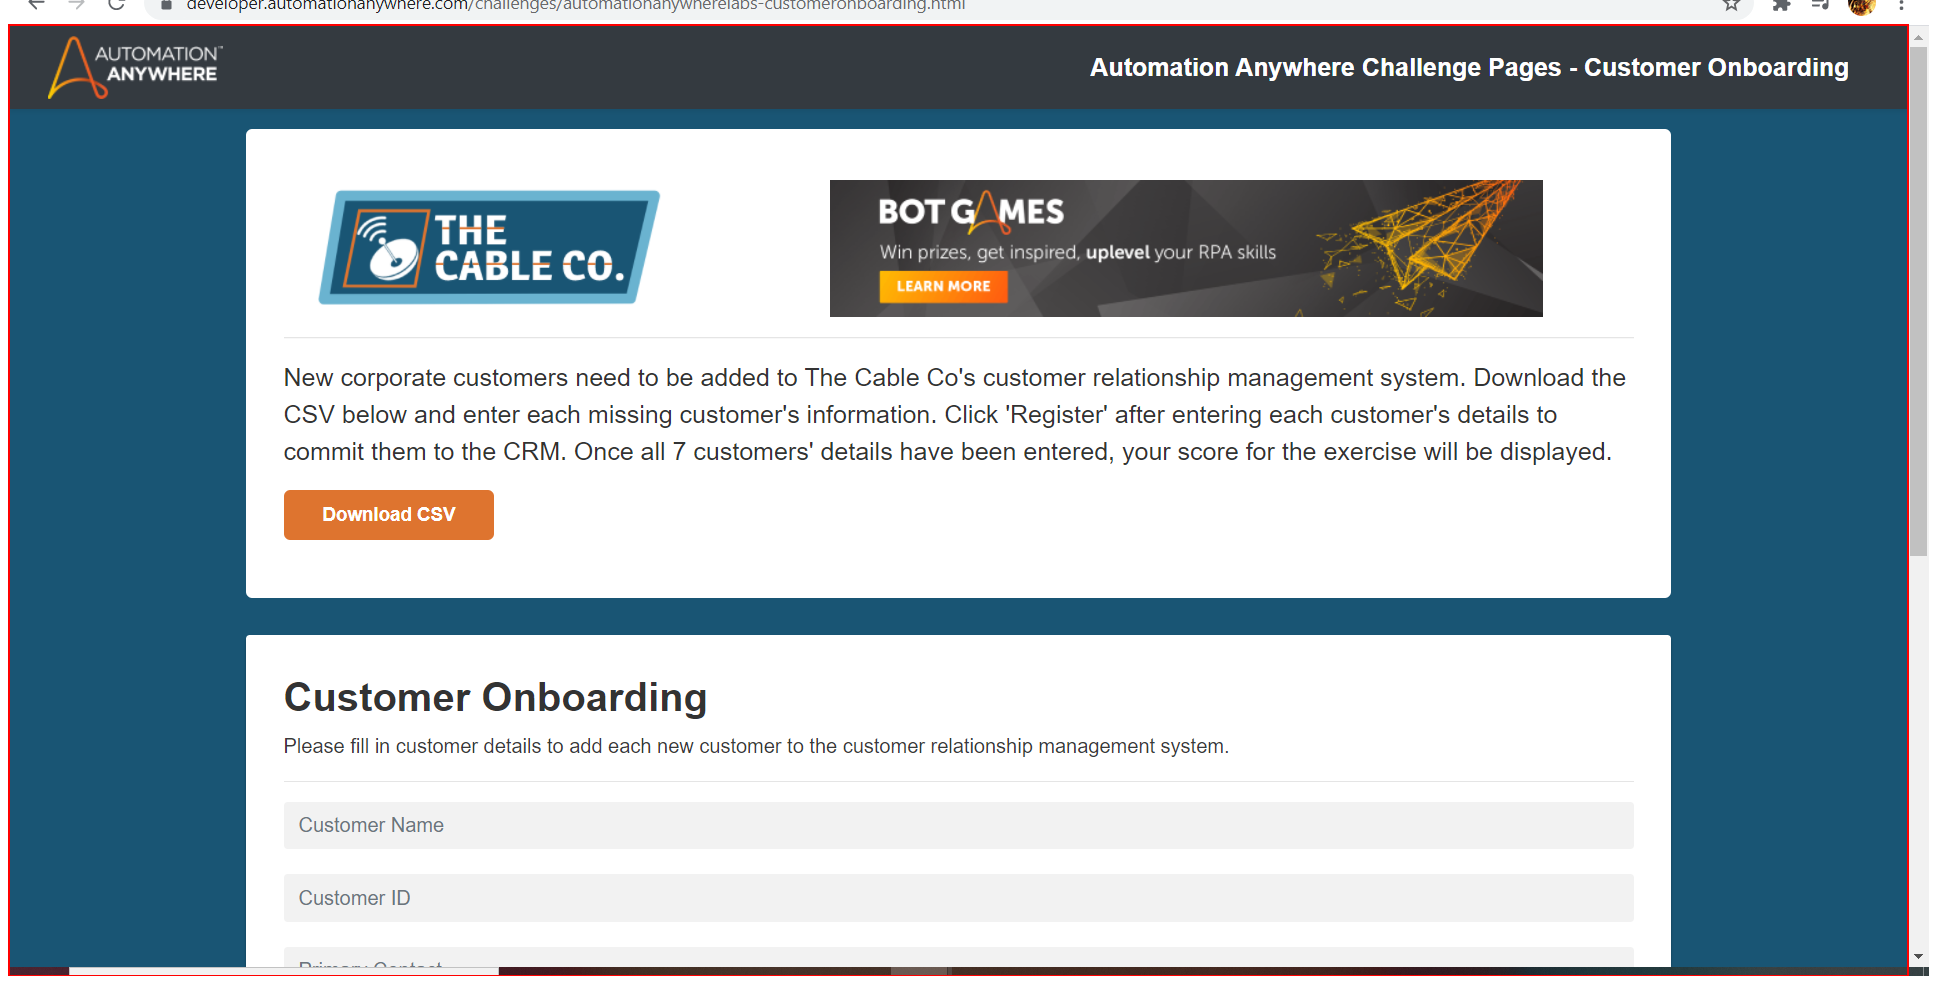 developer.automationanywhere.com/challenges/automationanywherelabs-customeronboarding.html
AUTOMATION
ANYWHERE
Automation Anywhere Challenge Pages - Customer Onboarding
THE
CABLE CO.
BOT GAMES
Win prizes, get inspired, uplevel your RPA skills
LEARN MORE
New corporate customers need to be added to The Cable Co's customer relationship management system. Download the
CSV below and enter each missing customer's information. Click 'Register' after entering each customer's details to
commit them to the CRM. Once all 7 customers' details have been entered, your score for the exercise will be displayed.
Download CSV
Customer Onboarding
Please fill in customer details to add each new customer to the customer relationship management system.
Customer Name
Customer ID
Primary Contact